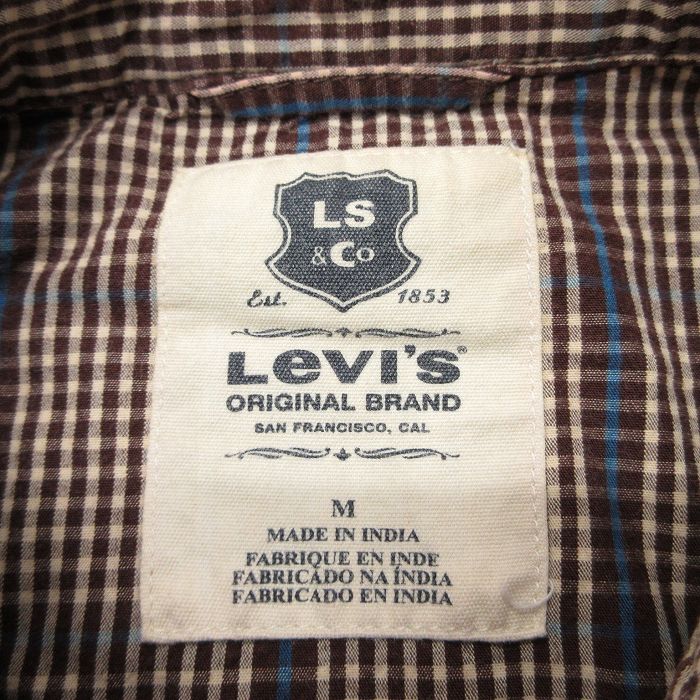 LS
& Co
Est. 1853
Levi's®
ORIGINAL BRAND
SAN FRANCISCO, CAL
M
MADE IN INDIA
FABRIQUE EN INDE
FABRICADO NA ÍNDIA
FABRICADO EN INDIA